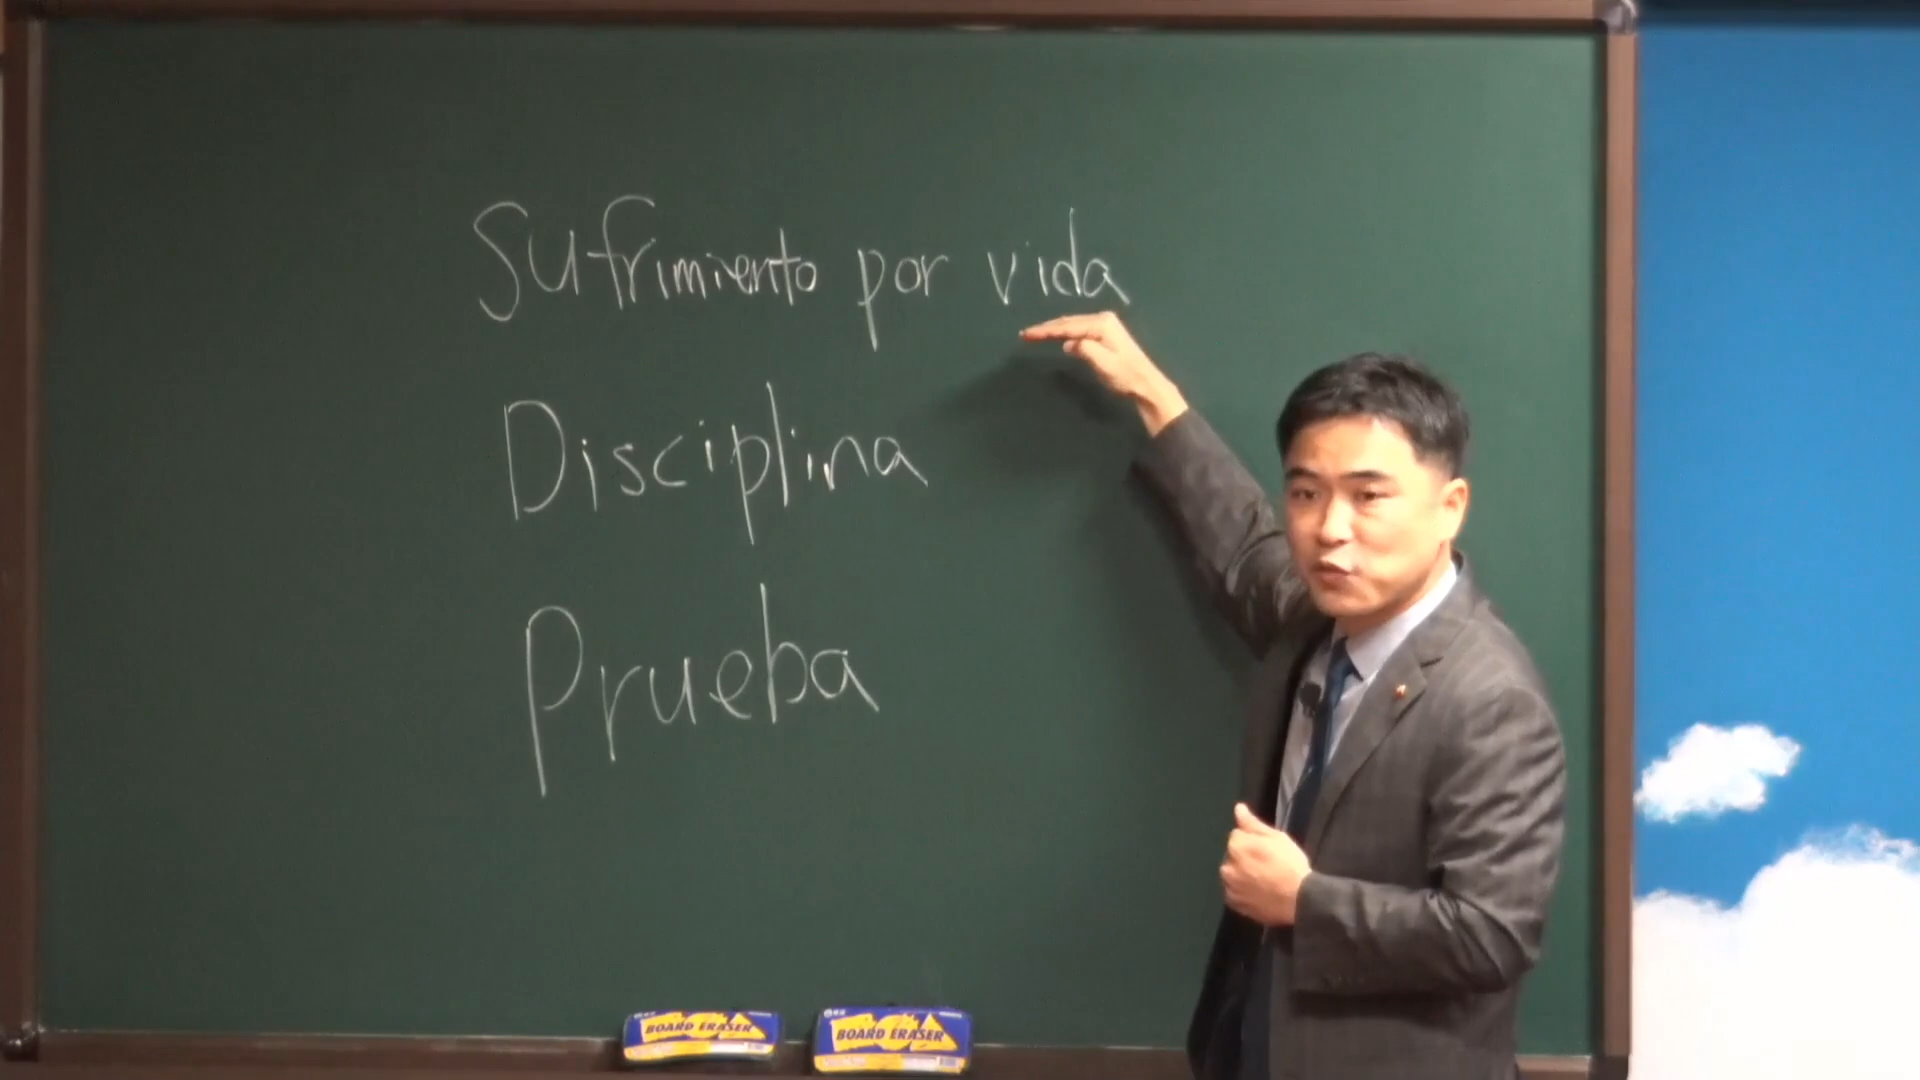 Sufrimiento por vida
Disciplina
Prueba
BOARD ERASER
BOARD ERASER